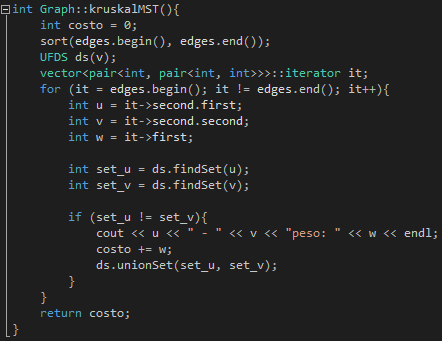 int Graph::kruskalMST(){
    int costo = 0;
    sort(edges.begin(), edges.end());
    UFDS ds(v);
    vector<pair<int, pair<int, int>>>::iterator it;
    for (it = edges.begin(); it != edges.end(); it++){
        int u = it->second.first;
        int v = it->second.second;
        int w = it->first;

        int set_u = ds.findSet(u);
        int set_v = ds.findSet(v);

        if (set_u != set_v){
            cout << u << " - " << v << "peso: " << w << endl;
            costo += w;
            ds.unionSet(set_u, set_v);
        }
    }
    return costo;
}